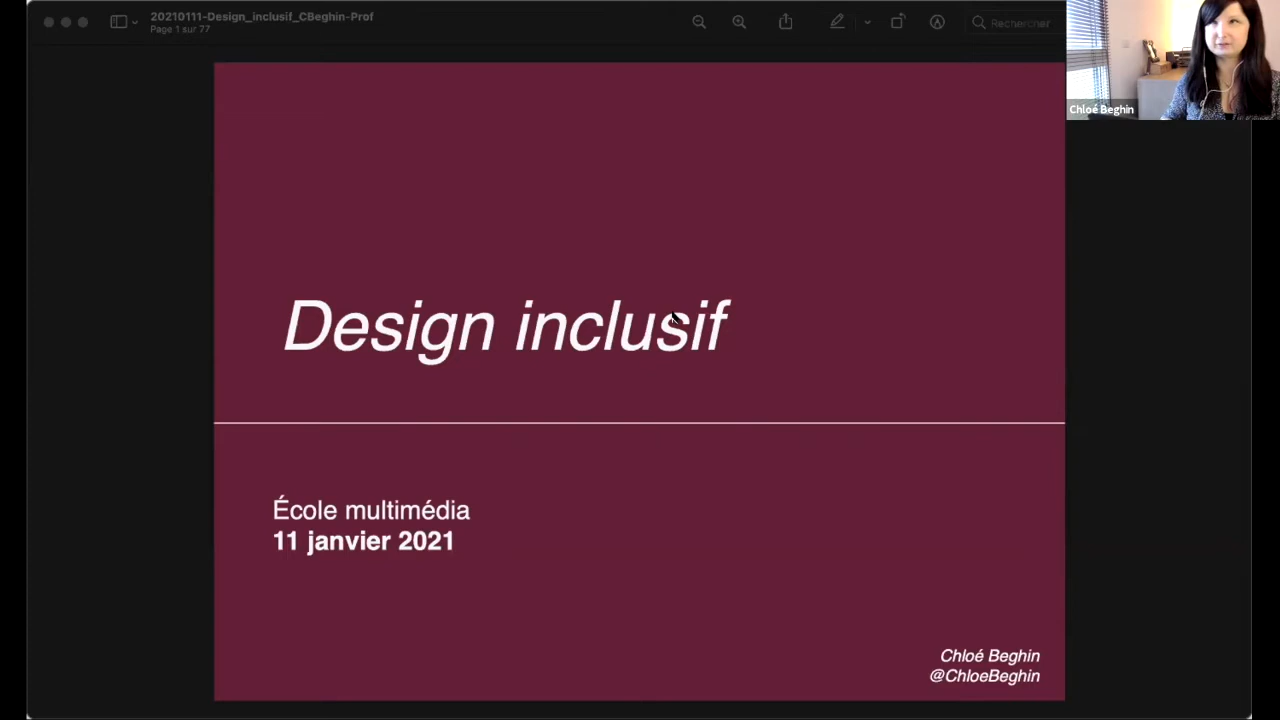 20210111-Design_inclusif_CBeghin-Prof
Page 1 sur 77
Rechercher
Chloé Beghin
Design inclusif
École multimédia
11 janvier 2021
Chloé Beghin
@ChloeBeghin